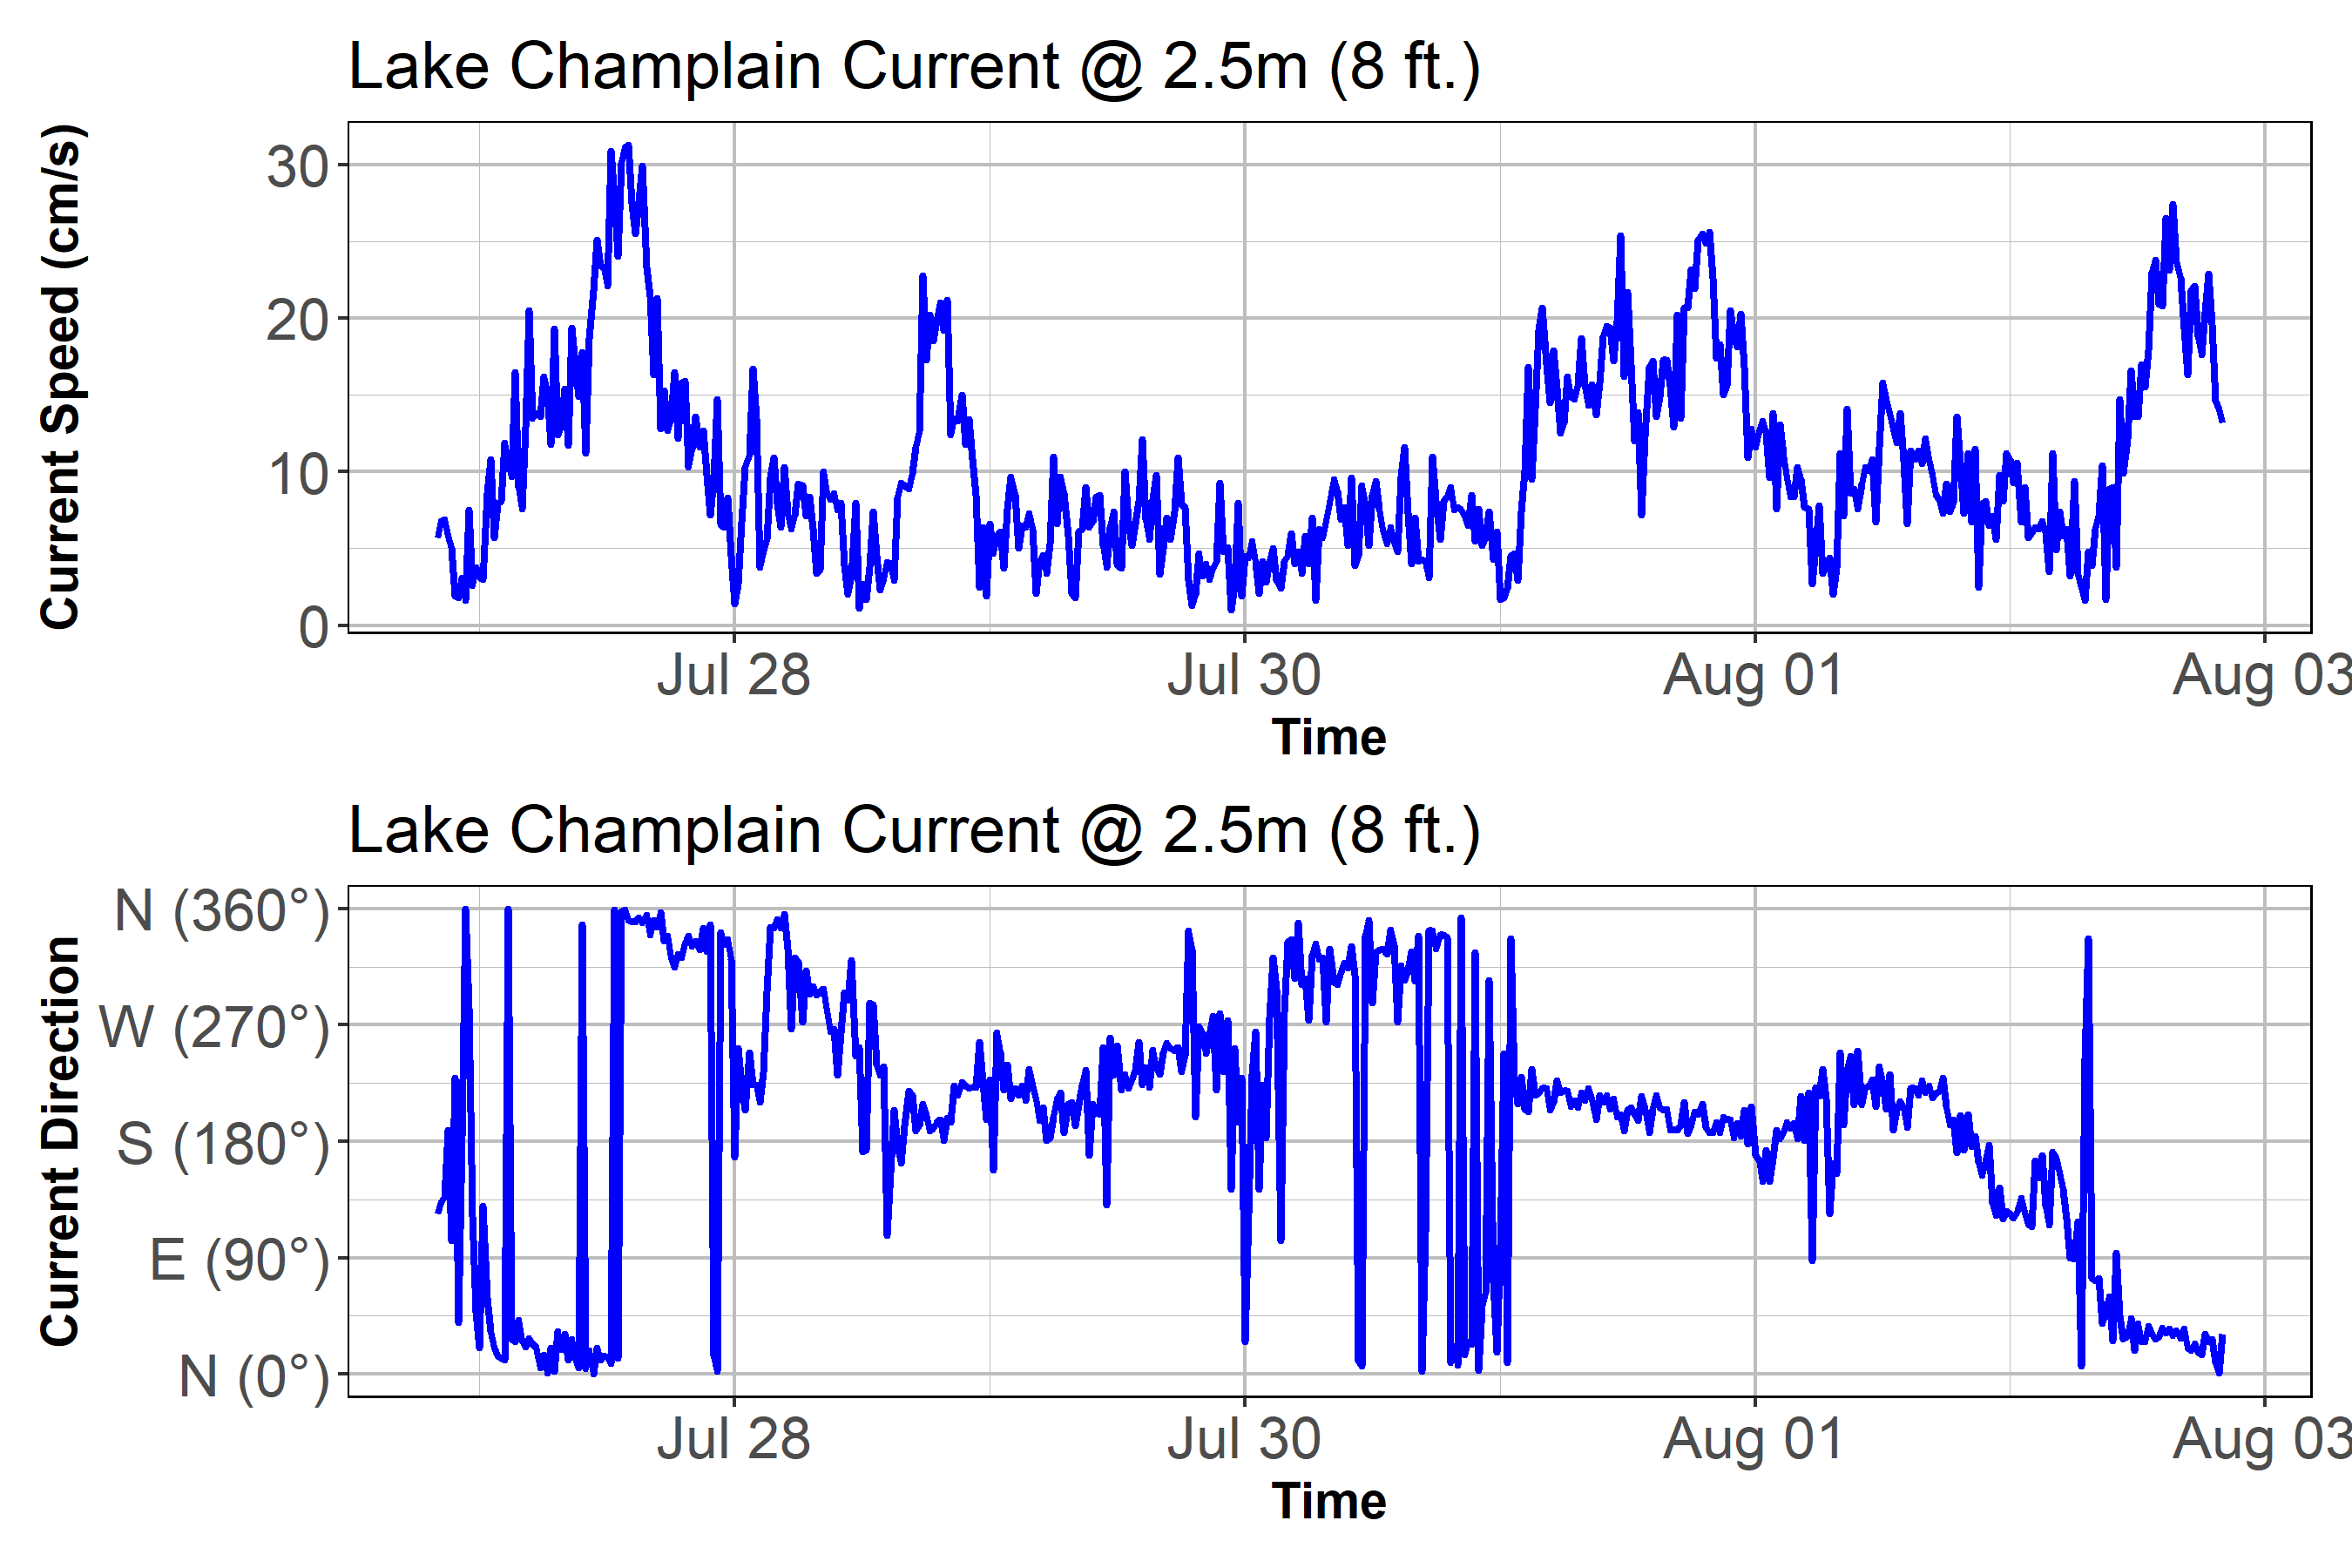 Lake Champlain Current @ 2.5m (8 ft.)
Current Speed (cm/s)
30
20
10
0
Jul 28 Jul 30 Aug 01 Aug 03
Time
Lake Champlain Current @ 2.5m (8 ft.)
Current Direction
N (360°)
W (270°)
S (180°)
E (90°)
N (0°)
Jul 28 Jul 30 Aug 01 Aug 03
Time